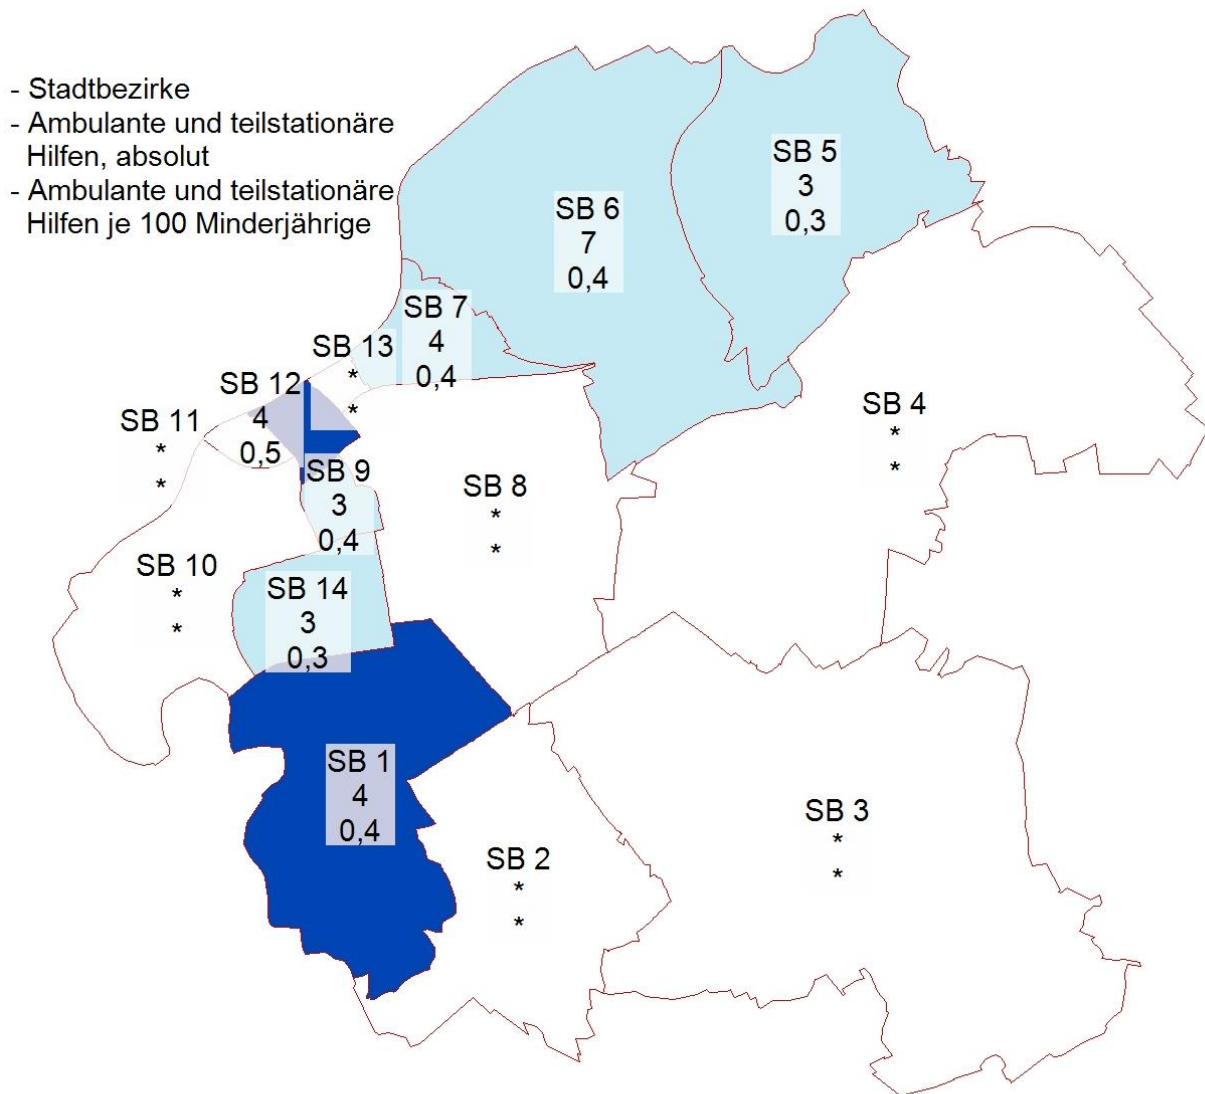 - Stadtbezirke
- Ambulante und teilstationäre
Hilfen, absolut
- Ambulante und teilstationäre
Hilfen je 100 Minderjährige
SB 5
3
0,3
SB 6
7
0,4
SB 7
4
0,4
SB 13
*
*
SB 12
4
0,5
SB 11
*
*
SB 4
*
*
SB 9
3
0,4
SB 8
*
*
SB 10
*
*
SB 14
3
0,3
SB 1
4
0,4
SB 3
*
*
SB 2
*
*